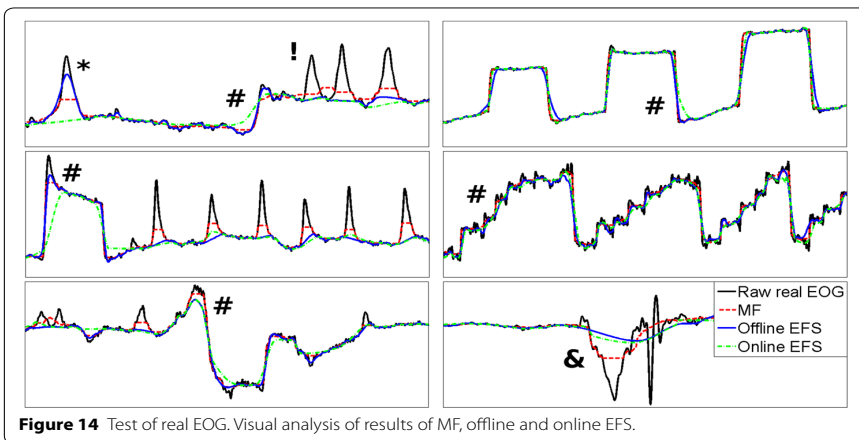 * # !
#
#
#
#
&
Raw real EOG
MF
Offline EFS
Online EFS
Figure 14 Test of real EOG. Visual analysis of results of MF, offline and online EFS.